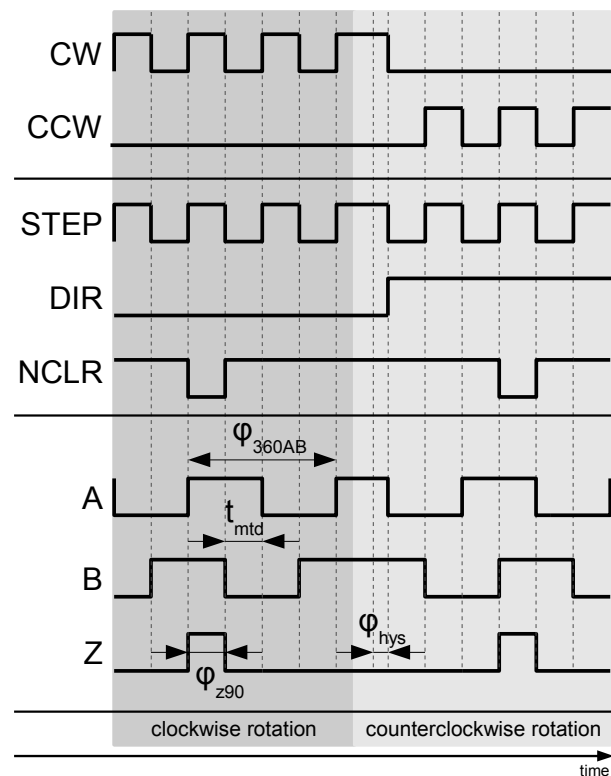 CW
CCW
STEP
DIR
NCLR
φ360AB
A
tmtd
B
φhys
Z
φz90
clockwise rotation
counterclockwise rotation
time